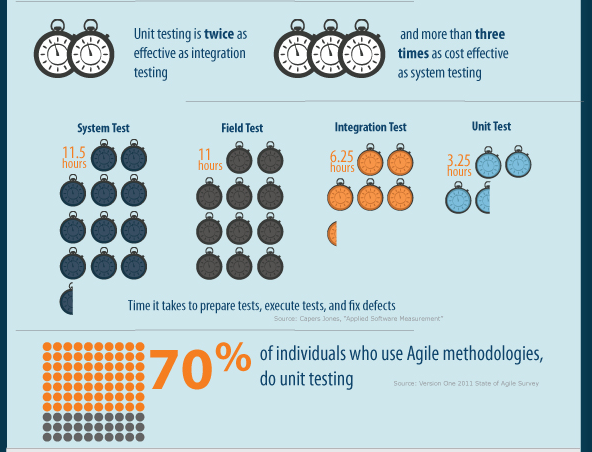 Unit testing is twice as
effective as integration
testing
and more than three
times as cost effective
as system testing
System Test
Field Test
Integration Test
Unit Test
11.5
hours
11
hours
6.25
hours
3.25
hours
Time it takes to prepare tests, execute tests, and fix defects
Source: Capers Jones, "Applied Software Measurement"
70%
of individuals who use Agile methodologies,
do unit testing
Source: Version One 2011 State of Agile Survey